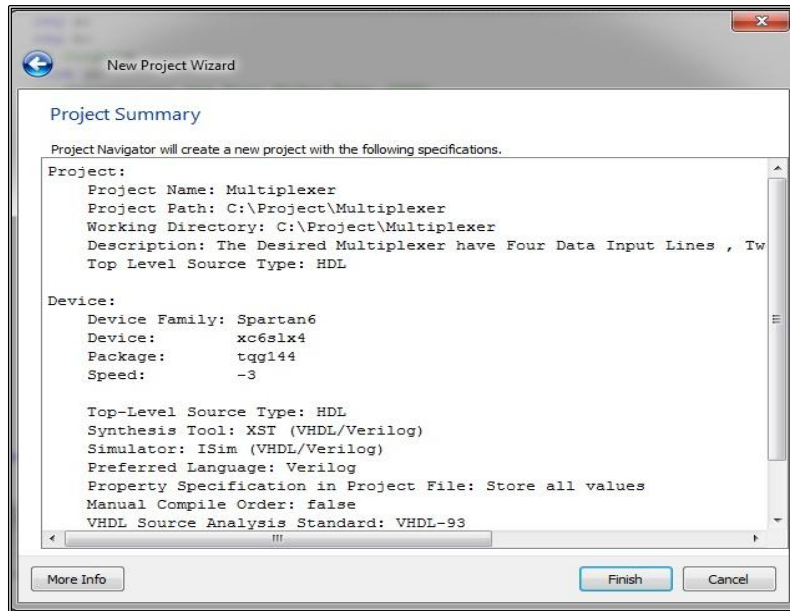 New Project Wizard
Project Summary
Project Navigator will create a new project with the following specifications.
Project:
Project Name: Multiplexer
Project Path: C:\Project\Multiplexer
Working Directory: C:\Project\Multiplexer
Description: The Desired Multiplexer have Four Data Input Lines , Tw
Top Level Source Type: HDL
Device:
Device Family: Spartan6
Device: xc6slx4
Package: tqg144
Speed: -3
Top-Level Source Type: HDL
Synthesis Tool: XST (VHDL/Verilog)
Simulator: ISim (VHDL/Verilog)
Preferred Language: Verilog
Property Specification in Project File: Store all values
Manual Compile Order: false
VHDL Source Analysis Standard: VHDL-93
More Info
Finish
Cancel